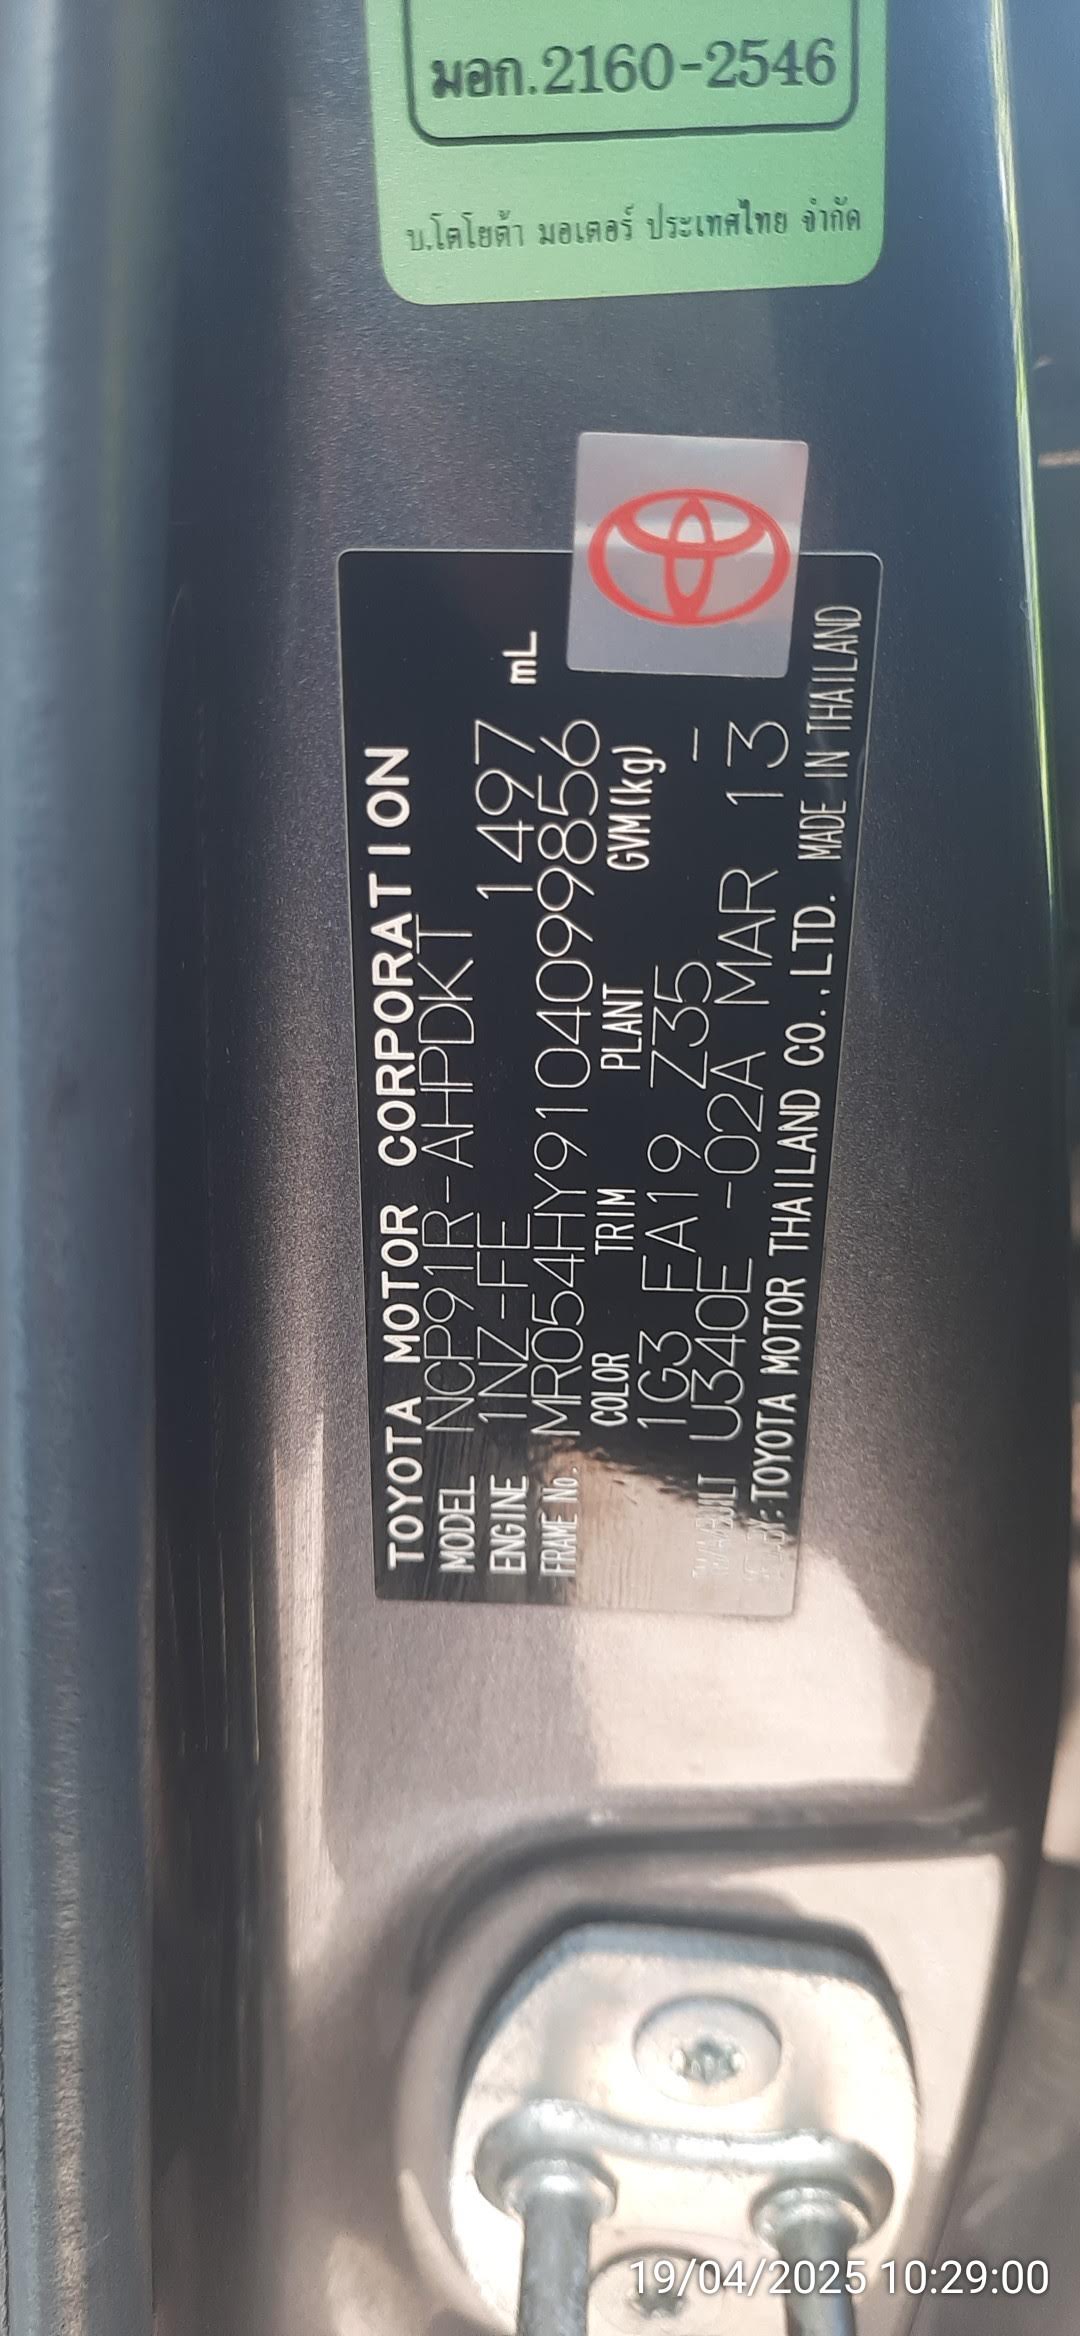 มอก.2160-2546
บ.โตโยต้า มอเตอร์ ประเทศไทย จำกัด
TOYOTA MOTOR CORPORATION
MODEL NCP91R-AHPDKT
ENGINE 1NZ-FE 1497 mL
FRAME No. MR054HY9104099856
COLOR TRIM PLANT GVM(kg)
1G3 EA19 Z35 -
U340E -02A MAR 13
BY:TOYOTA MOTOR THAILAND CO.,LTD. MADE IN THAILAND
19/04/2025 10:29:00